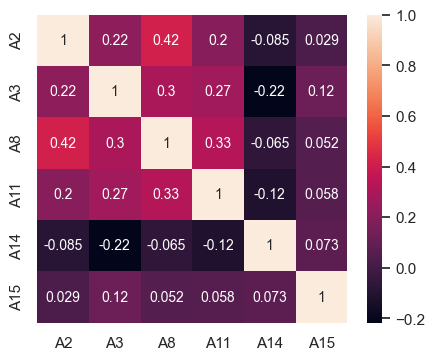 A2 1 0.22 0.42 0.2 -0.085 0.029
A3 0.22 1 0.3 0.27 -0.22 0.12
A8 0.42 0.3 1 0.33 -0.065 0.052
A11 0.2 0.27 0.33 1 -0.12 0.058
A14 -0.085 -0.22 -0.065 -0.12 1 0.073
A15 0.029 0.12 0.052 0.058 0.073 1
A2 A3 A8 A11 A14 A15
1.0
0.8
0.6
0.4
0.2
0.0
−0.2